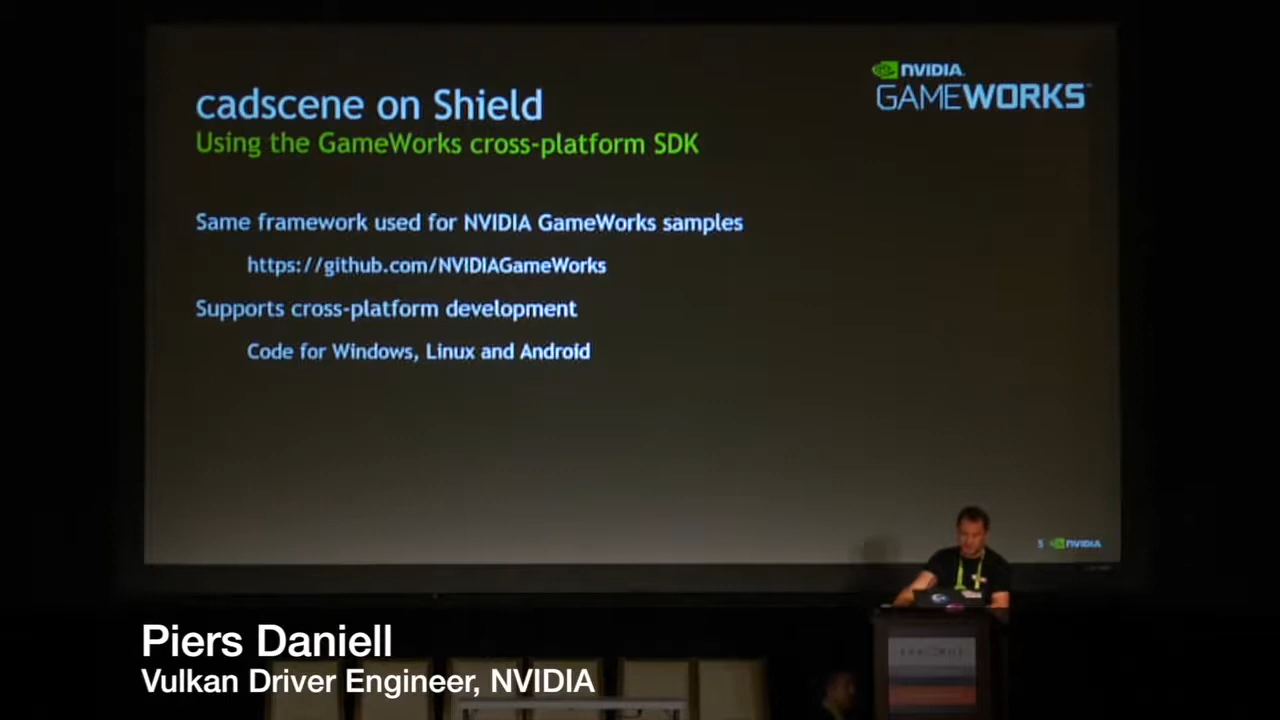 NVIDIA.
GAMEWORKS
cadscene on Shield
Using the GameWorks cross-platform SDK
Same framework used for NVIDIA GameWorks samples
https://github.com/NVIDIAGameWorks
Supports cross-platform development
Code for Windows, Linux and Android
5 NVIDIA
Piers Daniell
Vulkan Driver Engineer, NVIDIA